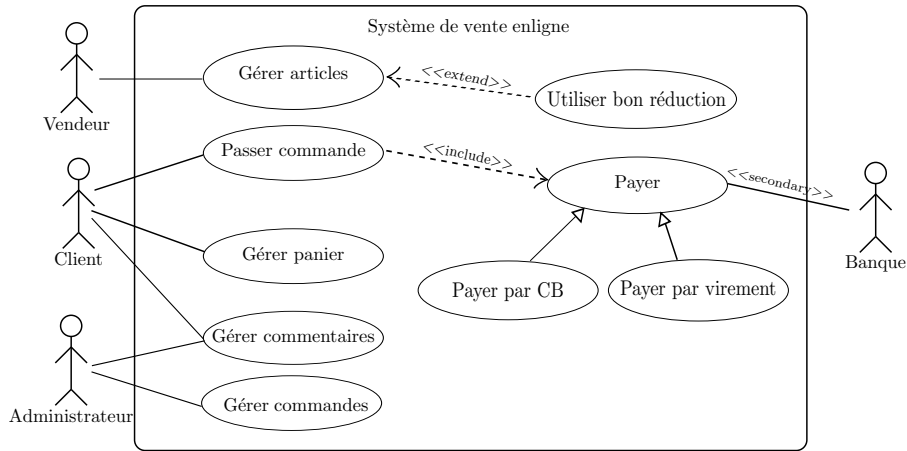 Système de vente enligne
Vendeur
Gérer articles
<<extend>>
Utiliser bon réduction
Passer commande
<<include>>
Payer
<<secondary>>
Client
Banque
Gérer panier
Payer par CB
Payer par virement
Gérer commentaires
Administrateur
Gérer commandes